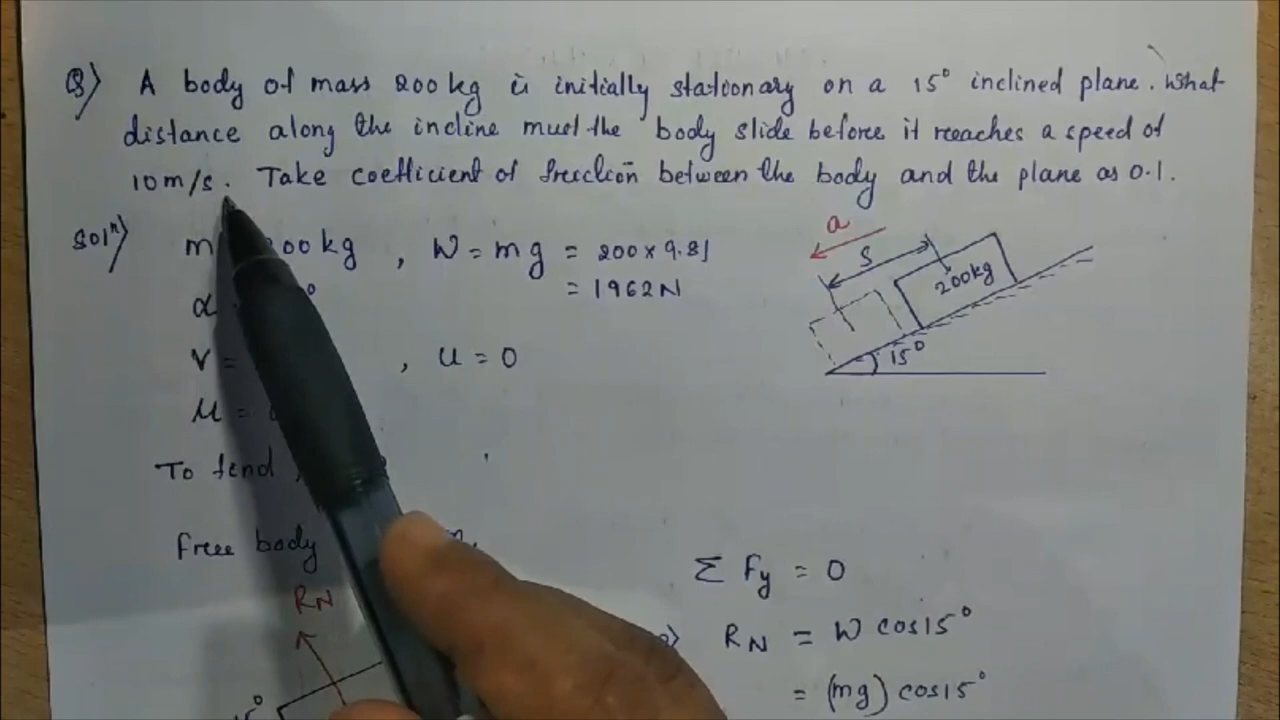 Q) A body of mass 200 kg is initially stationary on a 15° inclined plane. What
distance along the incline must the body slide before it reaches a speed of
10 m/s. Take coefficient of friction between the body and the plane as 0.1.
Solⁿ) m 200 kg , W = mg = 200 x 9.81
= 1962 N
α °
V = , u = 0
μ =
To find ,
Free body
a
S
200kg
15°
R_N
Σ Fy = 0
R_N = W cos15°
= (mg) cos15°